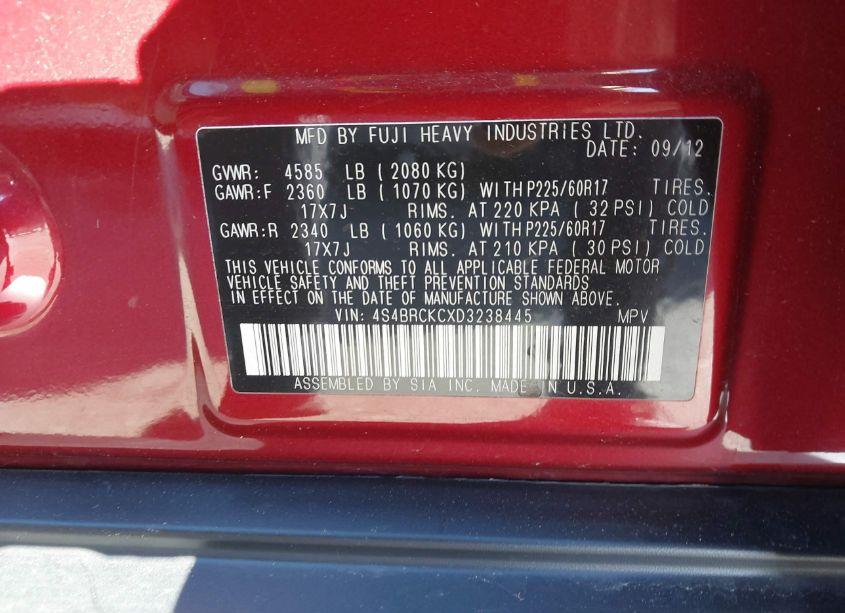 MFD BY FUJI HEAVY INDUSTRIES LTD.
DATE: 09/12
GVWR: 4585 LB ( 2080 KG)
GAWR:F 2360 LB ( 1070 KG) WITH P225/60R17 TIRES.
17X7J RIMS. AT 220 KPA ( 32 PSI) COLD
GAWR:R 2340 LB ( 1060 KG) WITH P225/60R17 TIRES.
17X7J RIMS. AT 210 KPA ( 30 PSI) COLD
THIS VEHICLE CONFORMS TO ALL APPLICABLE FEDERAL MOTOR
VEHICLE SAFETY AND THEFT PREVENTION STANDARDS
IN EFFECT ON THE DATE OF MANUFACTURE SHOWN ABOVE.
VIN: 4S4BRCKCXD3238445 MPV
ASSEMBLED BY SIA INC. MADE IN U.S.A.